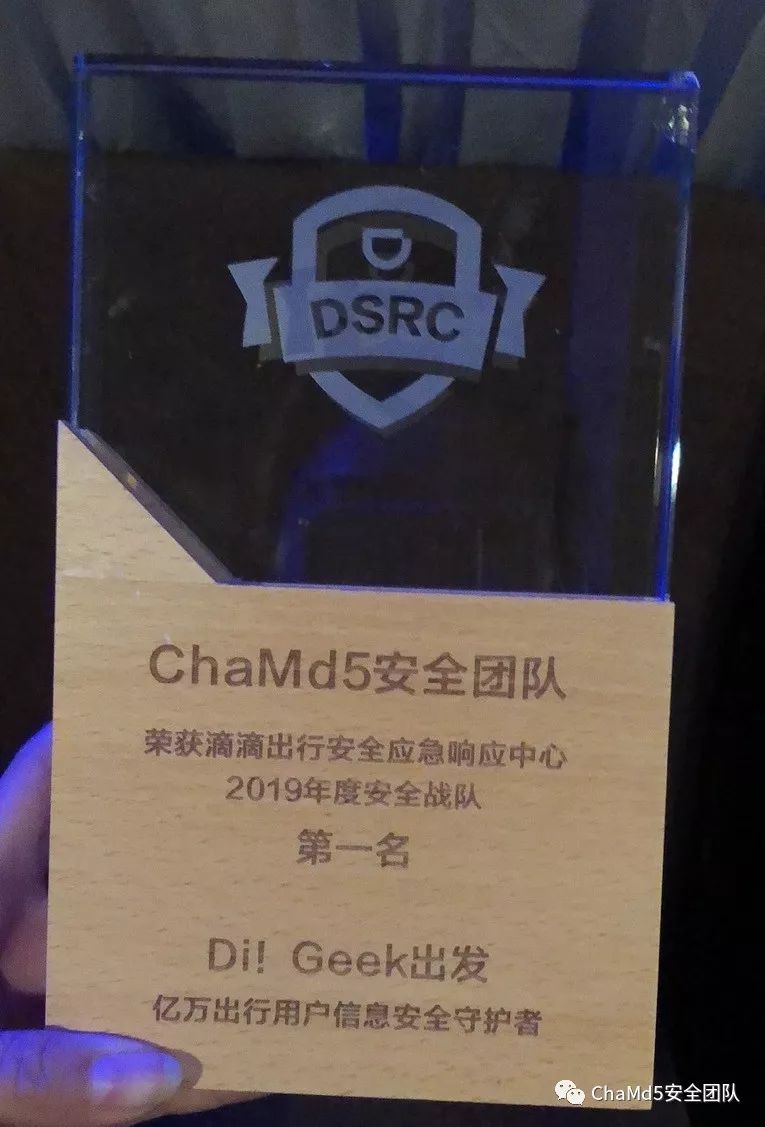 DSRC
ChaMd5安全团队
荣获滴滴出行安全应急响应中心
2019年度安全战队
第一名
Di! Geek出发
亿万出行用户信息安全守护者
ChaMd5安全团队